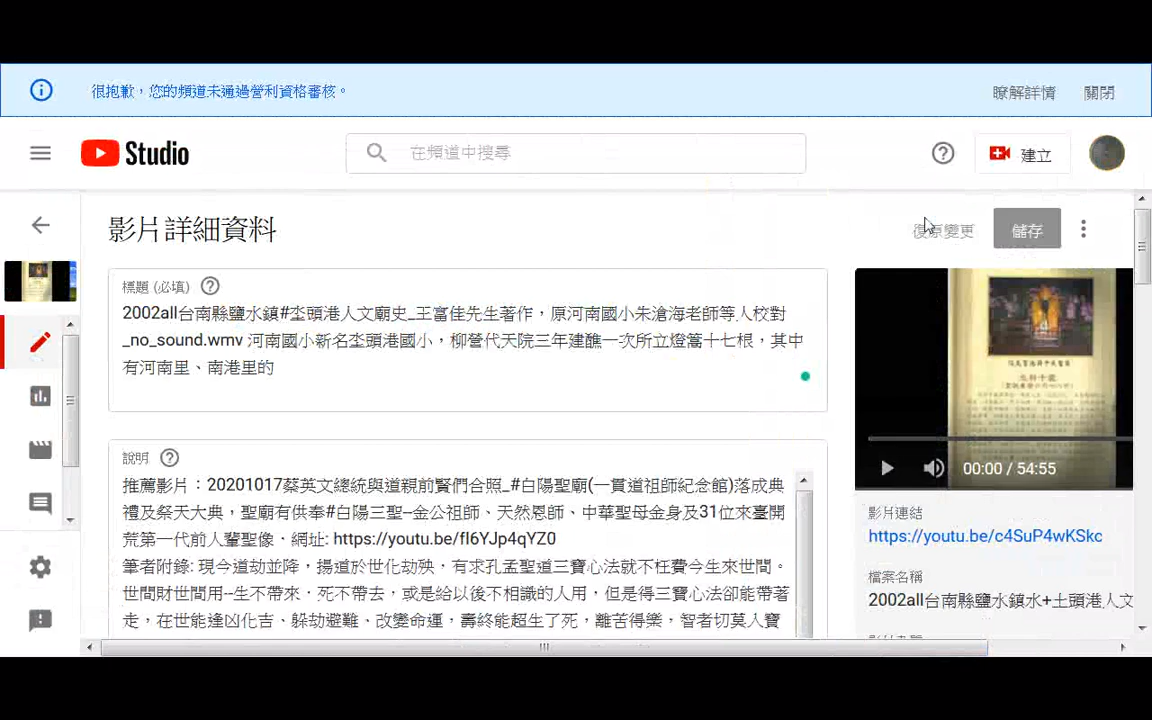 很抱歉，您的頻道未通過營利資格審核。
瞭解詳情
關閉
Studio
在頻道中搜尋
建立
影片詳細資料
復原變更
儲存
標題 (必填)
2002all台南縣鹽水鎮#坔頭港人文廟史_王富佳先生著作，原河南國小朱滄海老師等人校對
_no_sound.wmv 河南國小新名坔頭港國小，柳營代天院三年建醮一次所立燈篙十七根，其中
有河南里、南港里的
說明
推薦影片：20201017蔡英文總統與道親前賢們合照_#白陽聖廟(一貫道祖師紀念館)落成典
禮及祭天大典，聖廟有供奉#白陽三聖--金公祖師、天然恩師、中華聖母金身及31位來臺開
荒第一代前人輩聖像．網址: https://youtu.be/fI6YJp4qYZ0
筆者附錄: 現今道劫並降，揚道於世化劫殃．有求孔孟聖道三寶心法就不枉費今生來世間。
世間財世間用--生不帶來．死不帶去，或是給以後不相識的人用，但是得三寶心法卻能帶著
走，在世能逢凶化吉、躲劫避難、改變命運，壽終能超生了死，離苦得樂，智者切莫入寶
00:00 / 54:55
影片連結
https://youtu.be/c4SuP4wKSkc
檔案名稱
2002all台南縣鹽水鎮水+土頭港人文